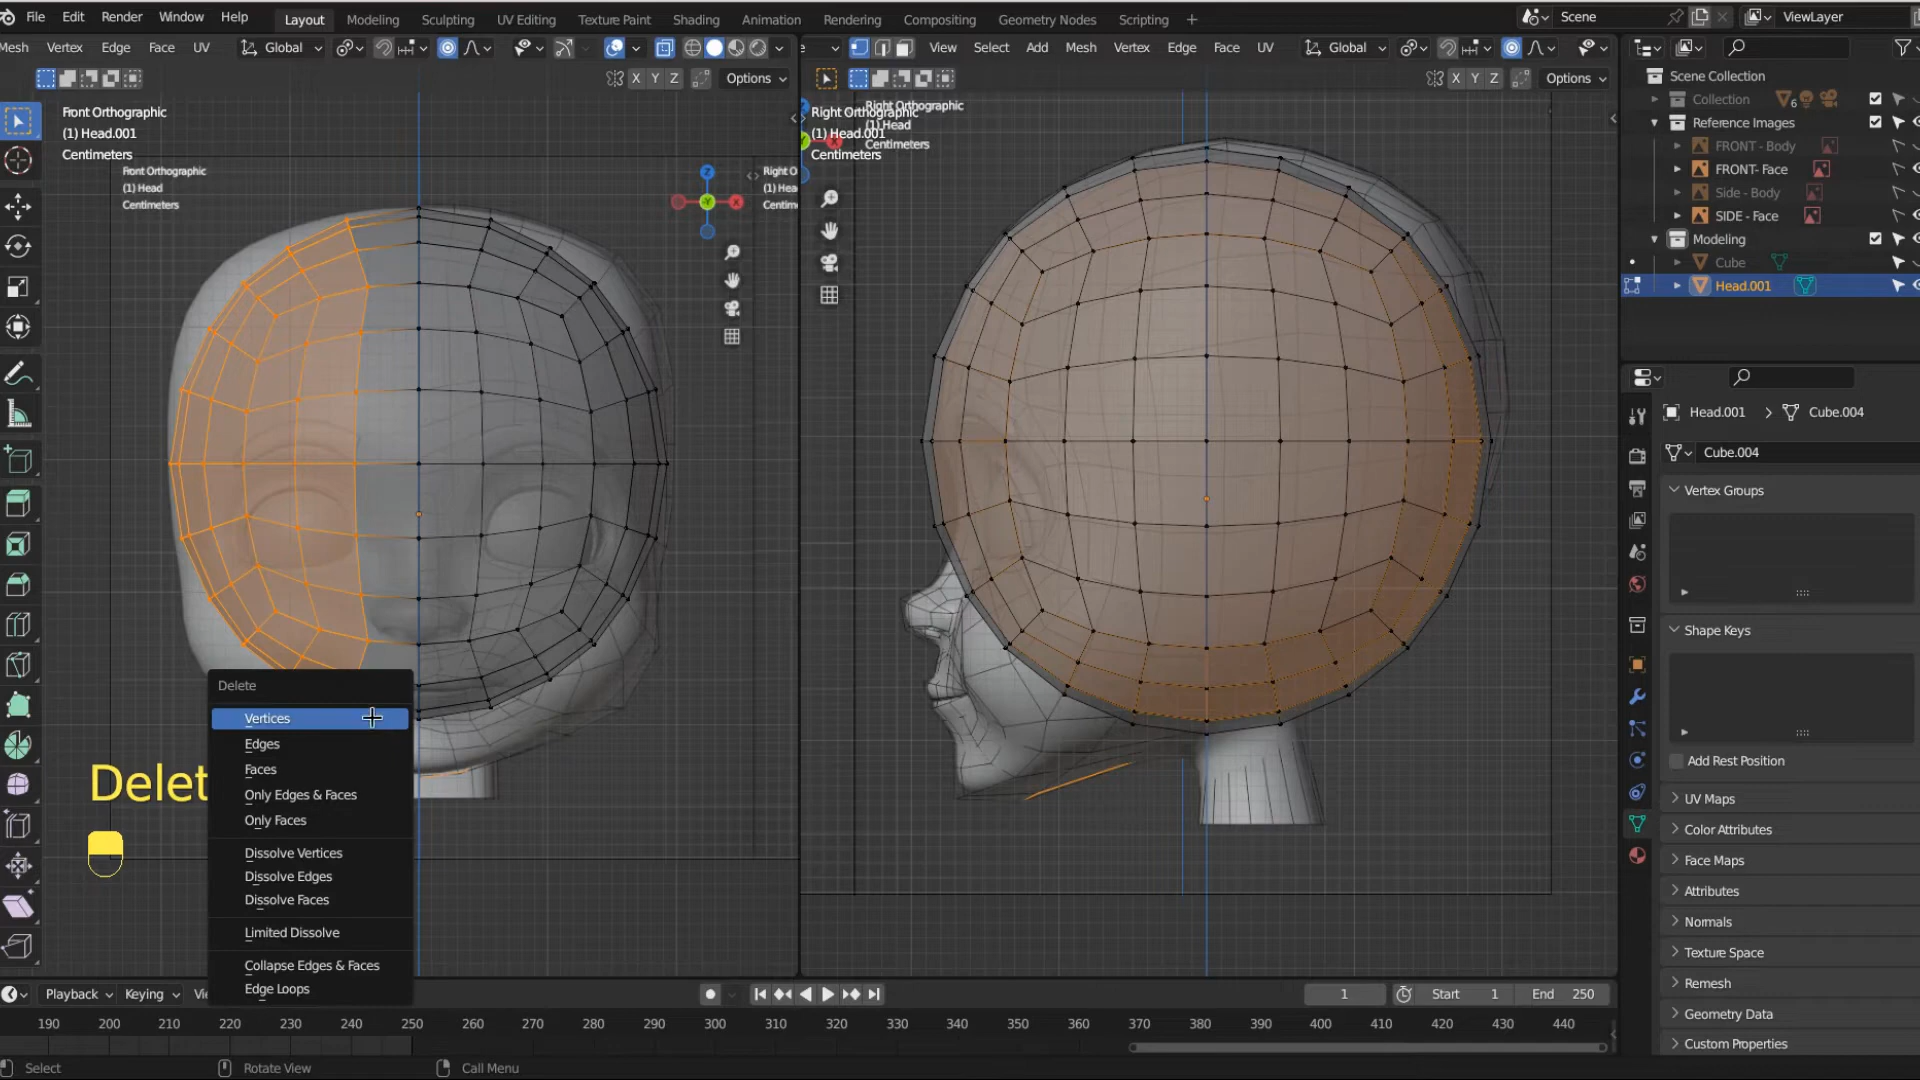 File Edit Render Window Help Layout Modeling Sculpting UV Editing Texture Paint Shading Animation Rendering Compositing Geometry Nodes Scripting + Scene ViewLayer
Mesh Vertex Edge Face UV Global
View Select Add Mesh Vertex Edge Face UV Global
X Y Z Options
X Y Z Options
Front Orthographic
(1) Head.001
Centimeters
Front Orthographic
(1) Head
Centimeters
Right O
(1) Hea
Centim
Z
X
-Y
Right Orthographic
(1) Head.001
Centimeters
Right Orthographic
(1) Head
Centimeters
Scene Collection
Collection 6
Reference Images
FRONT - Body
FRONT- Face
Side - Body
SIDE - Face
Modeling
Cube
Head.001
Head.001 > Cube.004
Cube.004
Vertex Groups
Shape Keys
Add Rest Position
UV Maps
Color Attributes
Face Maps
Attributes
Normals
Texture Space
Remesh
Geometry Data
Custom Properties
Delet
Delete
Vertices
Edges
Faces
Only Edges & Faces
Only Faces
Dissolve Vertices
Dissolve Edges
Dissolve Faces
Limited Dissolve
Collapse Edges & Faces
Edge Loops
Playback Keying Vi 1 Start 1 End 250
190 200 210 220 230 240 250 260 270 280 290 300 310 320 330 340 350 360 370 380 390 400 410 420 430 440
Select Rotate View Call Menu